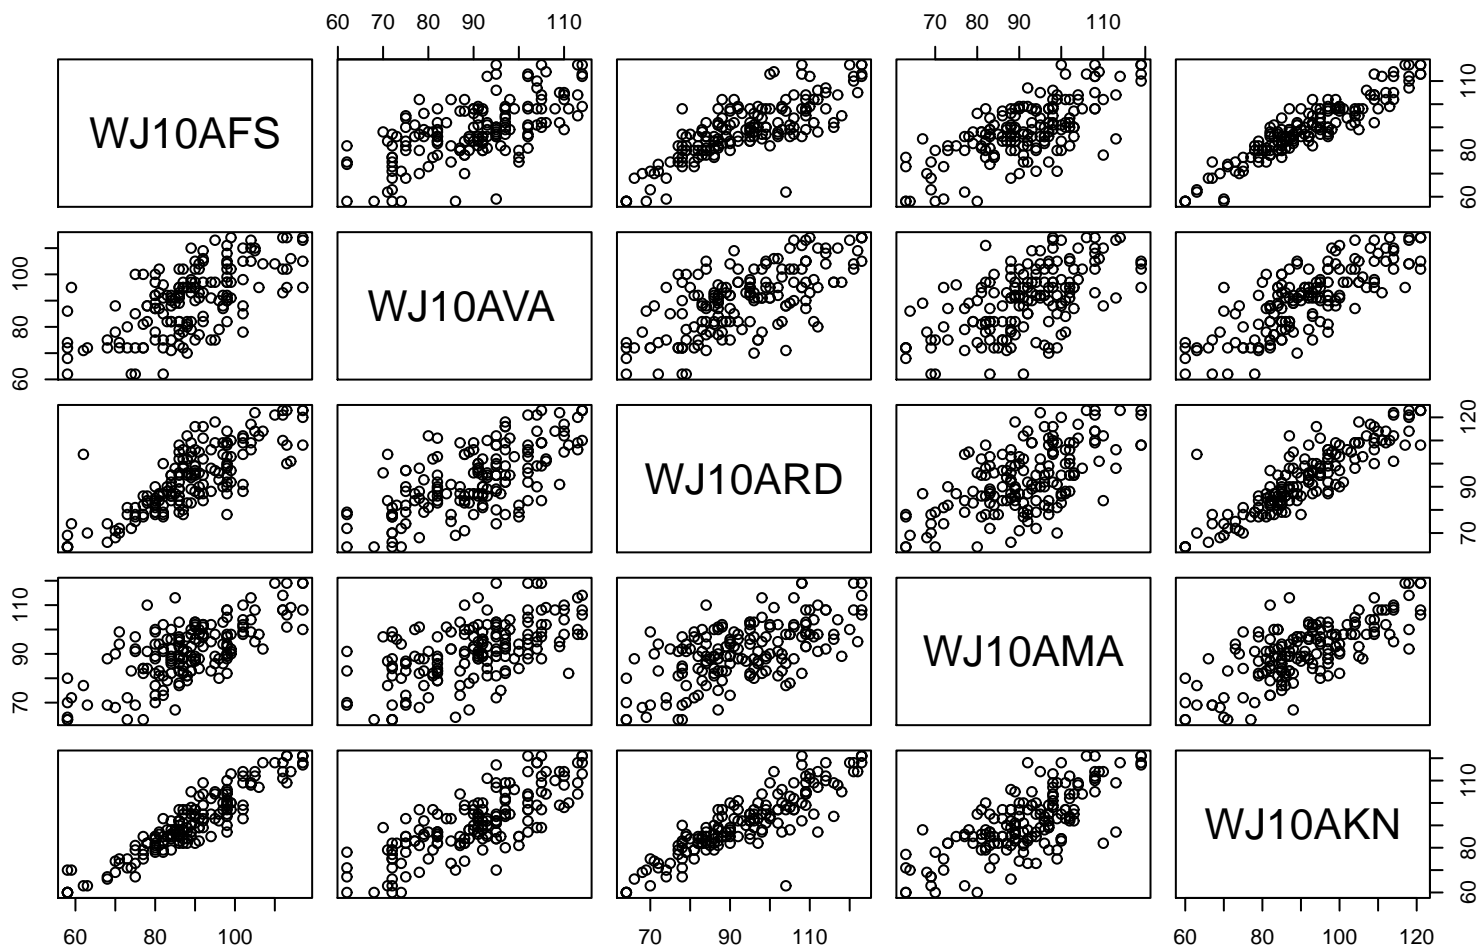 60 70 80 90 110 70 80 90 110
WJ10AFS 60 80 110
60 80 100 WJ10AVA
WJ10ARD 70 90 120
70 90 110 WJ10AMA
WJ10AKN 60 80 110
60 80 100 70 90 110 60 80 100 120